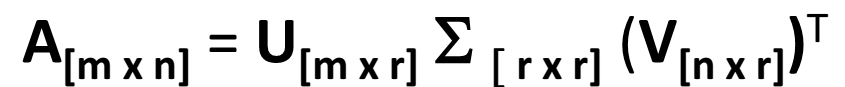 A[m x n] = U[m x r] Σ [ r x r] (V[n x r])T